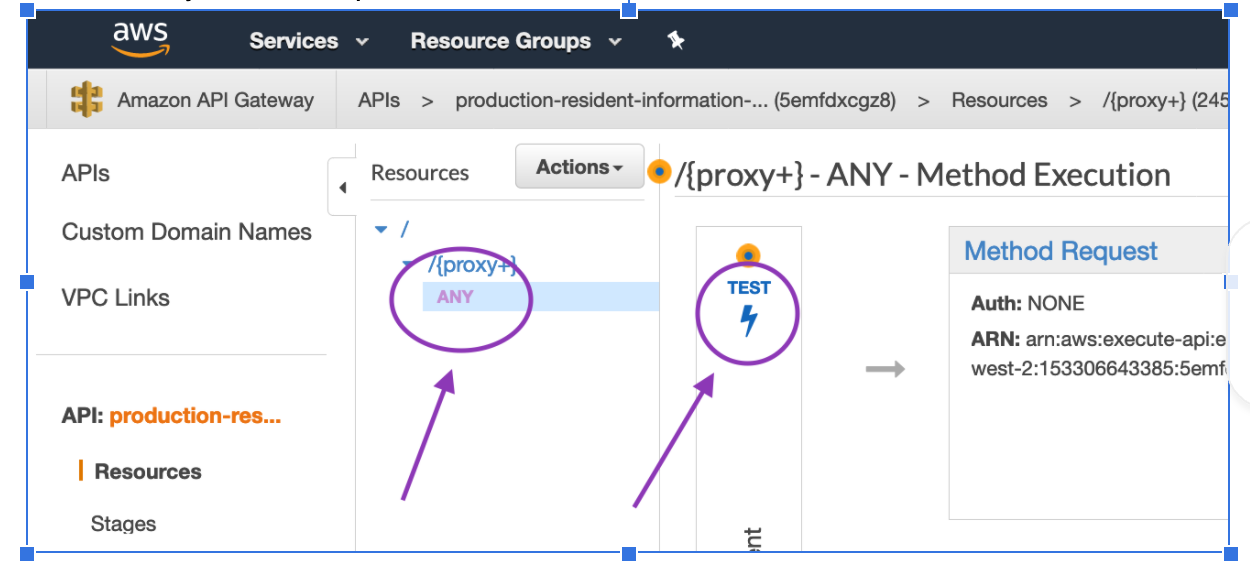 aws Services Resource Groups
Amazon API Gateway APIs > production-resident-information-... (5emfdxcgz8) > Resources > /{proxy+} (245
APIs
Custom Domain Names
VPC Links
API: production-res...
Resources
Stages
Resources Actions
/
/{proxy+}
ANY
/{proxy+} - ANY - Method Execution
TEST
Method Request
Auth: NONE
ARN: arn:aws:execute-api:e
west-2:153306643385:5emf
nt